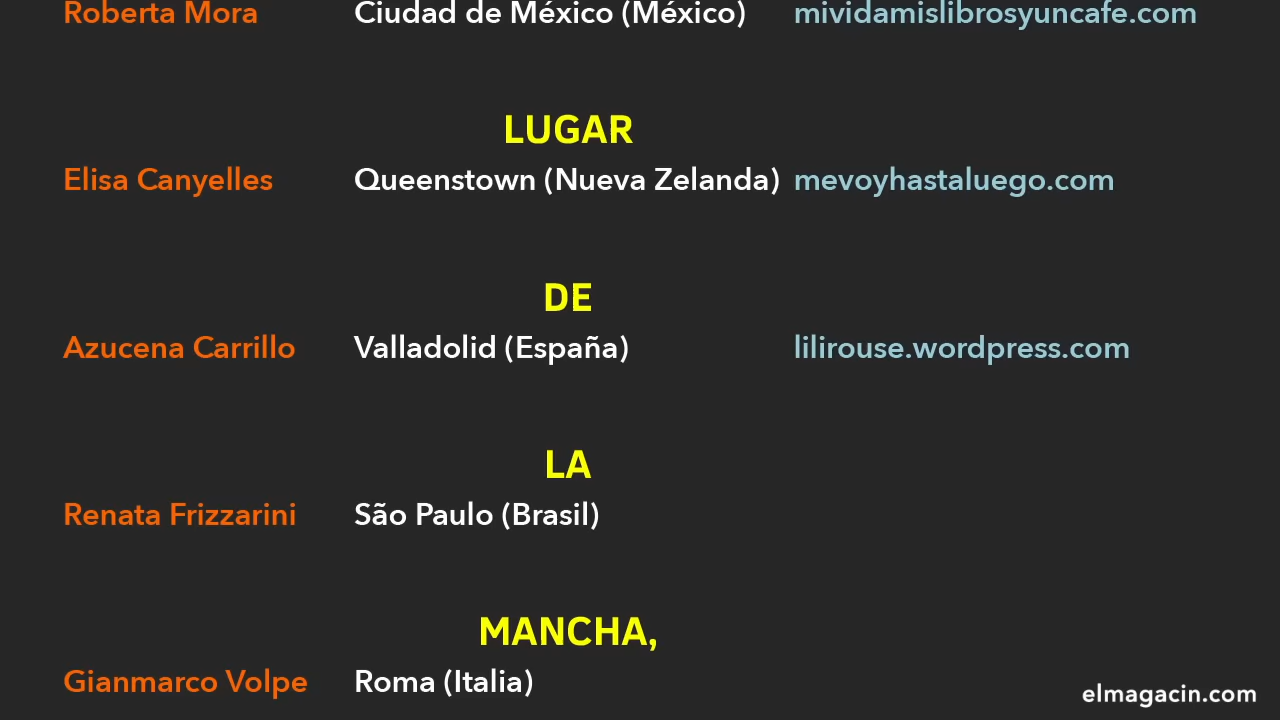 Roberta Mora Ciudad de México (México) mividamislibrosyuncafe.com
LUGAR
Elisa Canyelles Queenstown (Nueva Zelanda) mevoyhastaluego.com
DE
Azucena Carrillo Valladolid (España) lilirouse.wordpress.com
LA
Renata Frizzarini São Paulo (Brasil)
MANCHA,
Gianmarco Volpe Roma (Italia)
elmagacin.com